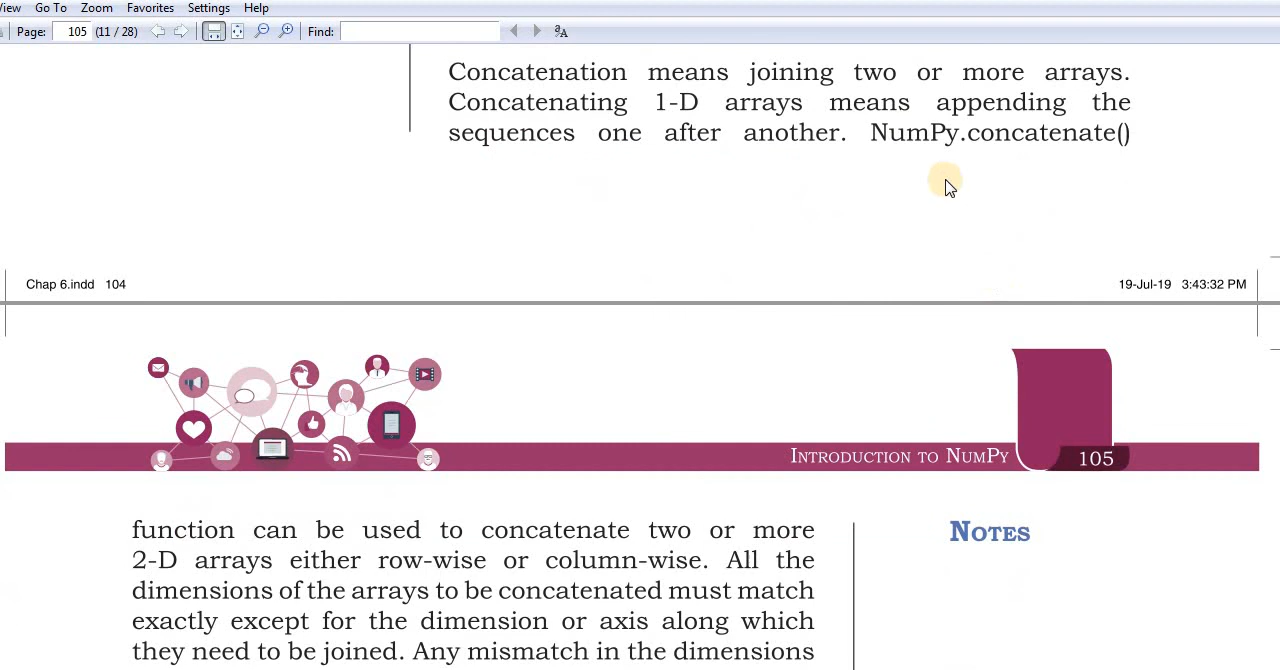 View Go To Zoom Favorites Settings Help
Page: 105 (11 / 28) Find:
Concatenation means joining two or more arrays.
Concatenating 1-D arrays means appending the
sequences one after another. NumPy.concatenate()
Chap 6.indd 104 19-Jul-19 3:43:32 PM
INTRODUCTION TO NUMPY 105
function can be used to concatenate two or more
2-D arrays either row-wise or column-wise. All the
dimensions of the arrays to be concatenated must match
exactly except for the dimension or axis along which
they need to be joined. Any mismatch in the dimensions
NOTES